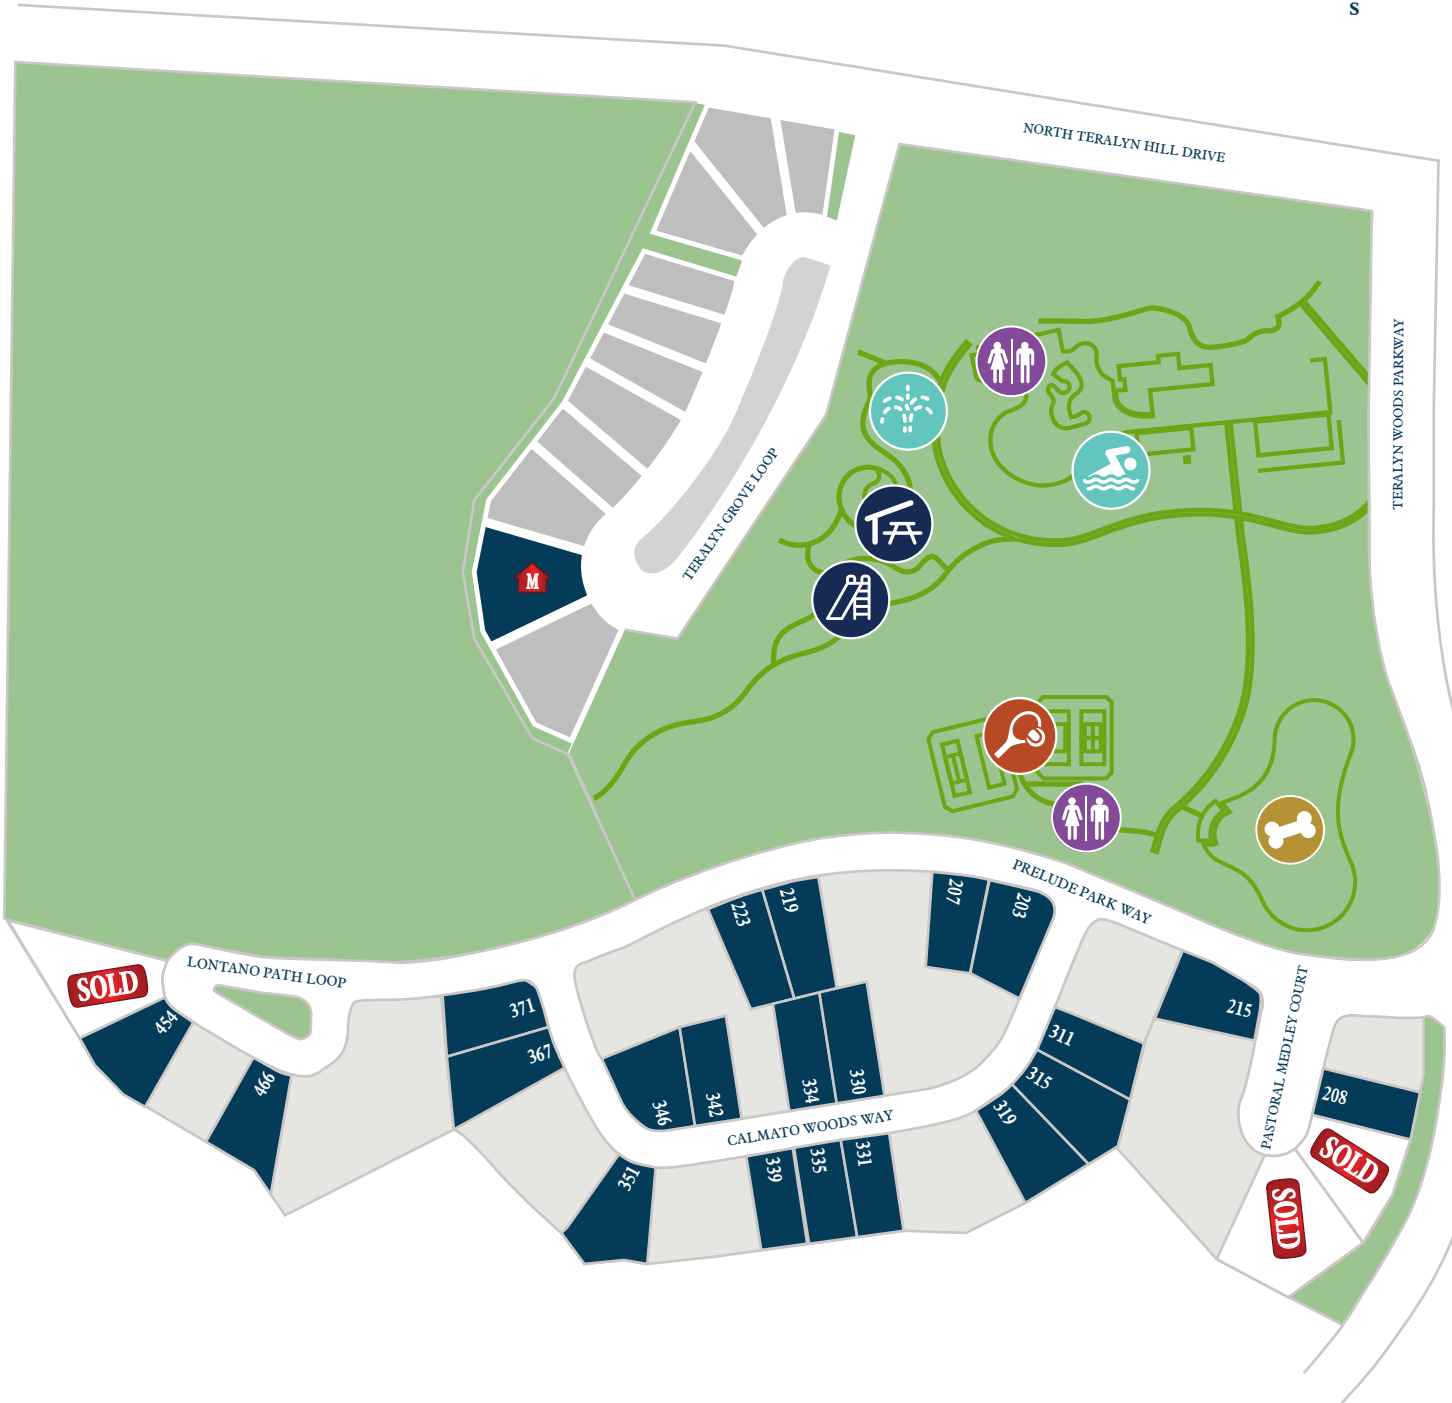 S
NORTH TERALYN HILL DRIVE
TERALYN WOODS PARKWAY
TERALYN GROVE LOOP
M
PRELUDE PARK WAY
207
203
219
223
LONTANO PATH LOOP
SOLD
454
466
371
367
215
PASTORAL MEDLEY COURT
311
315
319
334
330
346
342
CALMATO WOODS WAY
339
335
331
351
208
SOLD
SOLD